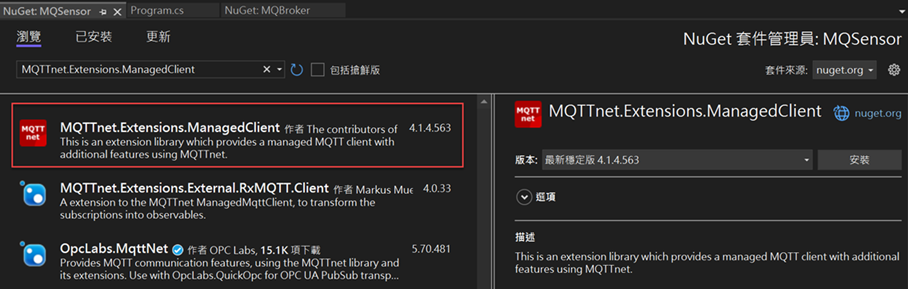 NuGet: MQSensor
Program.cs
NuGet: MQBroker
瀏覽
已安裝
更新
NuGet 套件管理員: MQSensor
MQTTnet.Extensions.ManagedClient
包括搶鮮版
套件來源: nuget.org
MQTT
net
MQTTnet.Extensions.ManagedClient 作者 The contributors of
4.1.4.563
This is an extension library which provides a managed MQTT client with
additional features using MQTTnet.
MQTTnet.Extensions.External.RxMQTT.Client 作者 Markus Mue
4.0.33
A extension to the MQTTnet ManagedMqttClient, to transform the
subscriptions into observables.
OpcLabs.MqttNet 作者 OPC Labs, 15.1K 項下載
5.70.481
Provides MQTT communication features, using the MQTTnet library and
its extensions. Use with OpcLabs.QuickOpc for OPC UA PubSub transp...
MQTT
net
MQTTnet.Extensions.ManagedClient
nuget.org
版本: 最新穩定版 4.1.4.563
安裝
選項
描述
This is an extension library which provides a managed MQTT client with additional
features using MQTTnet.